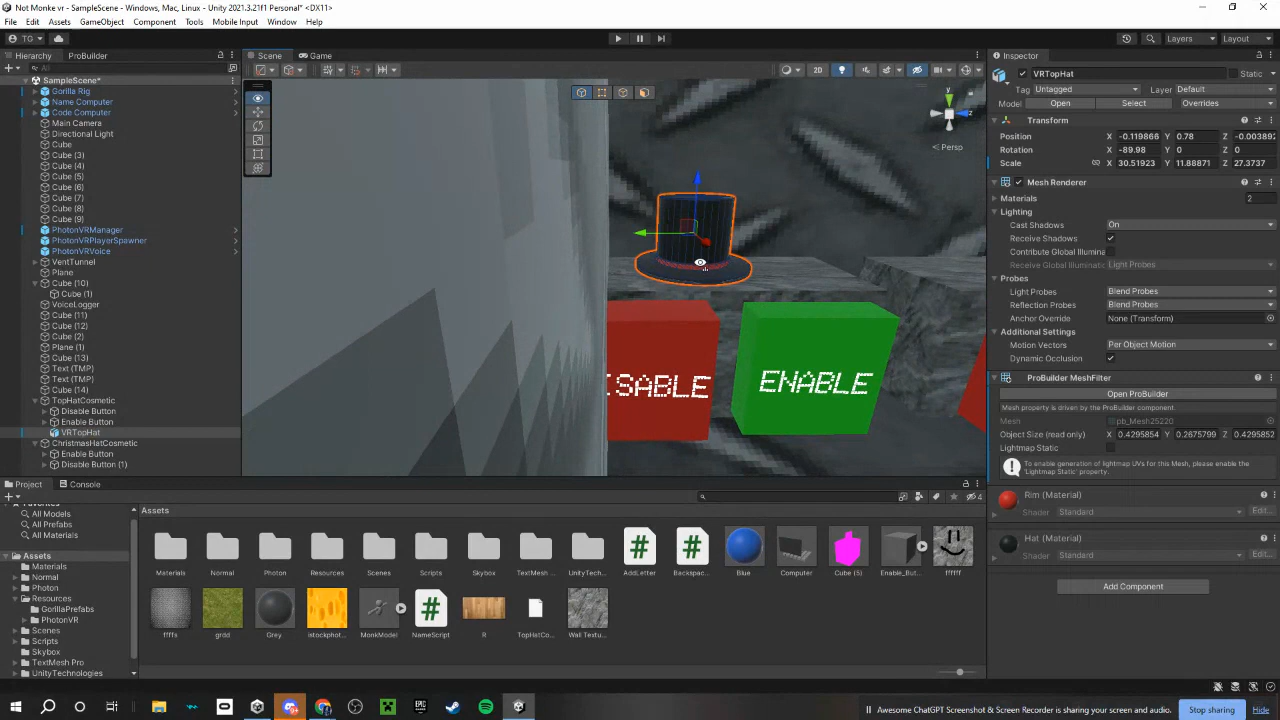 Not Monke vr - SampleScene - Windows, Mac, Linux - Unity 2021.3.21f1 Personal* <DX11>
File Edit Assets GameObject Component Tools Mobile Input Window Help
TG Layers Layout
Hierarchy ProBuilder
All
SampleScene*
Gorilla Rig
Name Computer
Code Computer
Main Camera
Directional Light
Cube
Cube (3)
Cube (4)
Cube (5)
Cube (6)
Cube (7)
Cube (8)
Cube (9)
PhotonVRManager
PhotonVRPlayerSpawner
PhotonVRVoice
VentTunnel
Plane
Cube (10)
Cube (1)
VoiceLogger
Cube (11)
Cube (12)
Cube (2)
Plane (1)
Cube (13)
Text (TMP)
Text (TMP)
Cube (14)
TopHatCosmetic
Disable Button
Enable Button
VRTopHat
ChristmasHatCosmetic
Enable Button
Disable Button (1)
Scene Game
2D
y
z
Persp
ISABLE
ENABLE
Inspector
VRTopHat Static
Tag Untagged Layer Default
Model Open Select Overrides
Transform
Position X -0.119866 Y 0.78 Z -0.003892
Rotation X -89.98 Y 0 Z 0
Scale X 30.51923 Y 11.88871 Z 27.3737
Mesh Renderer
Materials 2
Lighting
Cast Shadows On
Receive Shadows
Contribute Global Illumina
Receive Global Illuminatic Light Probes
Probes
Light Probes Blend Probes
Reflection Probes Blend Probes
Anchor Override None (Transform)
Additional Settings
Motion Vectors Per Object Motion
Dynamic Occlusion
ProBuilder MeshFilter
Open ProBuilder
Mesh property is driven by the ProBuilder component.
Mesh pb_Mesh25220
Object Size (read only) X 0.4295854 Y 0.2675799 Z 0.4295852
Lightmap Static
To enable generation of lightmap UVs for this Mesh, please enable the 'Lightmap Static' property.
Rim (Material)
Shader Standard Edit...
Hat (Material)
Shader Standard Edit...
Add Component
Project Console
4
Favorites
All Models
All Prefabs
All Materials
Assets
Materials
Normal
Photon
Resources
GorillaPrefabs
PhotonVR
Scenes
Scripts
Skybox
TextMesh Pro
UnityTechnologies
Assets
Materials Normal Photon Resources Scenes Scripts Skybox TextMesh ... UnityTech... AddLetter Backspac... Blue Computer Cube (5) Enable_But... ffffff
ffffs grdd Grey istockphot... MonkModel NameScript R TopHatCo... Wall Textu...
Awesome ChatGPT Screenshot & Screen Recorder is sharing your screen and audio. Stop sharing Hide